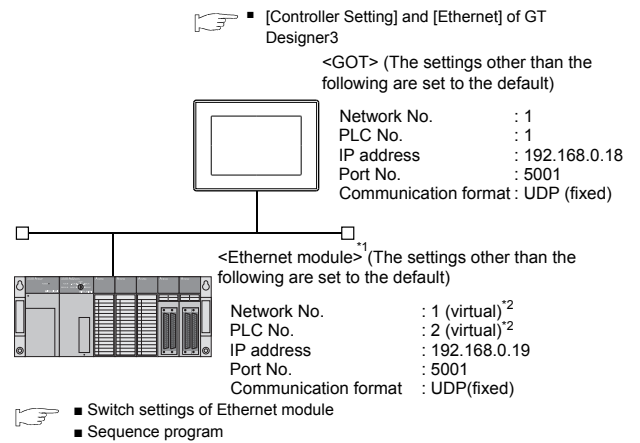 ■ [Controller Setting] and [Ethernet] of GT
Designer3
<GOT> (The settings other than the
following are set to the default)
Network No. : 1
PLC No. : 1
IP address : 192.168.0.18
Port No. : 5001
Communication format : UDP (fixed)
<Ethernet module>*1 (The settings other than the
following are set to the default)
Network No. : 1 (virtual)*2
PLC No. : 2 (virtual)*2
IP address : 192.168.0.19
Port No. : 5001
Communication format : UDP(fixed)
■ Switch settings of Ethernet module
■ Sequence program